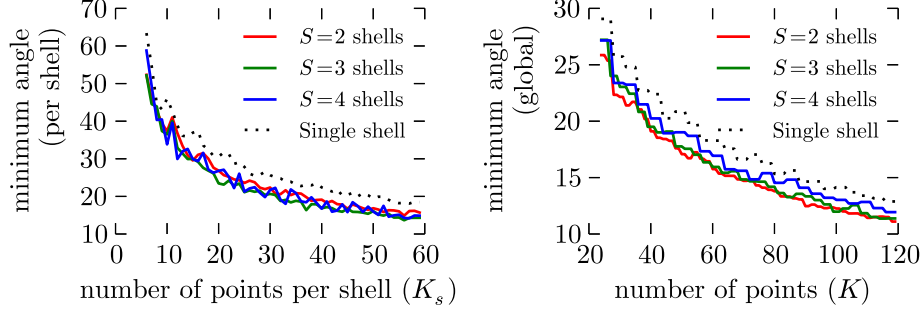 minimum angle
(per shell)
70
60
50
40
30
20
10
0 10 20 30 40 50 60
number of points per shell (K_s)
S=2 shells
S=3 shells
S=4 shells
Single shell
minimum angle
(global)
30
25
20
15
10
20 40 60 80 100 120
number of points (K)
S=2 shells
S=3 shells
S=4 shells
Single shell